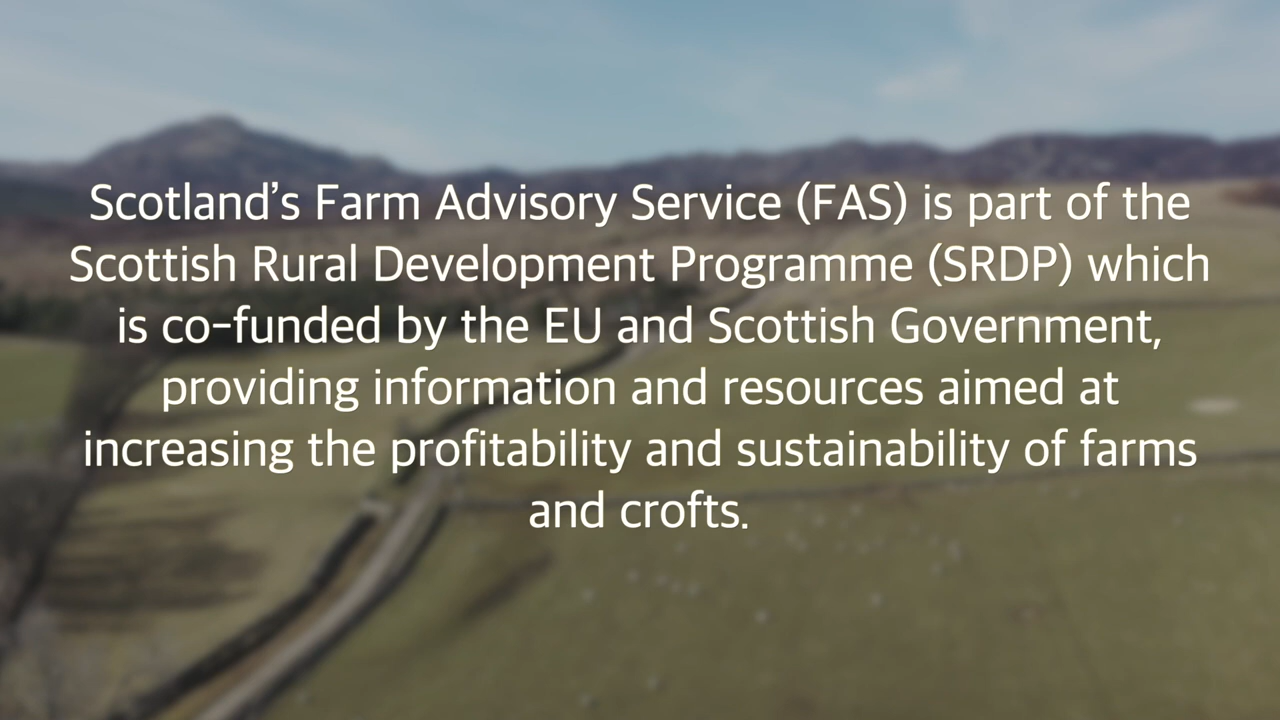 Scotland’s Farm Advisory Service (FAS) is part of the
Scottish Rural Development Programme (SRDP) which
is co-funded by the EU and Scottish Government,
providing information and resources aimed at
increasing the profitability and sustainability of farms
and crofts.